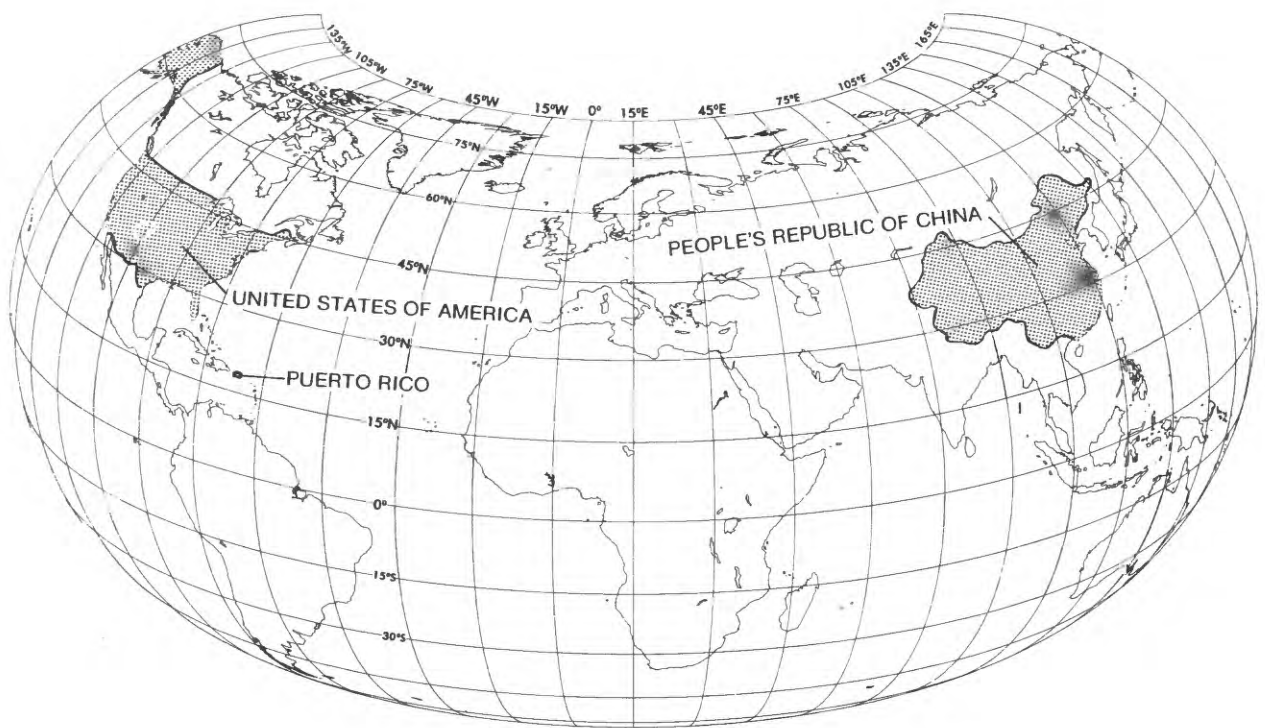 135°W
105°W
75°W
45°W
15°W
0°
15°E
45°E
75°E
105°E
135°E
165°E
75°N
60°N
45°N
30°N
15°N
0°
15°S
30°S
PEOPLE'S REPUBLIC OF CHINA
UNITED STATES OF AMERICA
PUERTO RICO